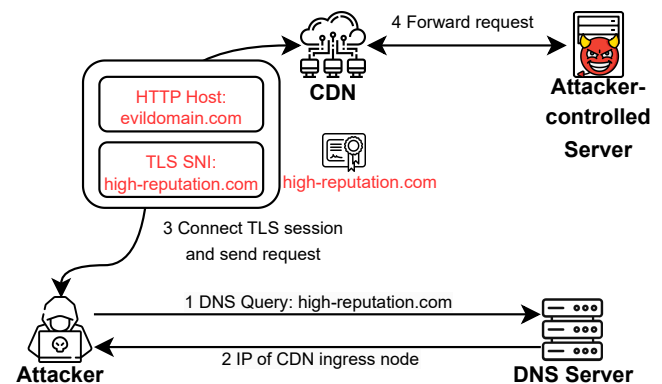 4 Forward request
CDN
HTTP Host:
evildomain.com
TLS SNI:
high-reputation.com
high-reputation.com
Attacker-
controlled
Server
3 Connect TLS session
and send request
1 DNS Query: high-reputation.com
2 IP of CDN ingress node
Attacker
DNS Server